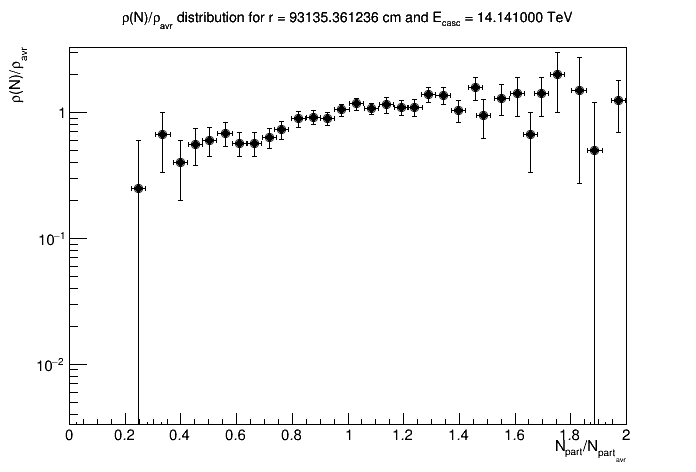 ρ(N)/ρavr distribution for r = 93135.361236 cm and Ecasc = 14.141000 TeV
ρ(N)/ρavr
1
10−1
10−2
0 0.2 0.4 0.6 0.8 1 1.2 1.4 1.6 1.8 2
Npart/Npartavr